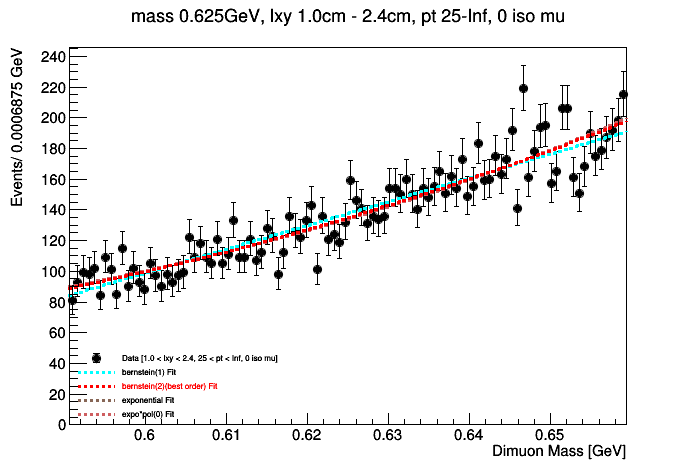 mass 0.625GeV, lxy 1.0cm - 2.4cm, pt 25-Inf, 0 iso mu
Events/ 0.0006875 GeV
240
220
200
180
160
140
120
100
80
60
40
20
0
Data [1.0 < lxy < 2.4, 25 < pt < Inf, 0 iso mu]
bernstein(1) Fit
bernstein(2)(best order) Fit
exponential Fit
expo*pol(0) Fit
0.6 0.61 0.62 0.63 0.64 0.65
Dimuon Mass [GeV]